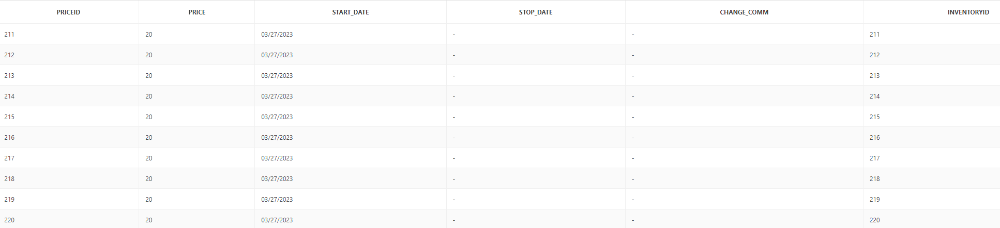 PRICEID PRICE START_DATE STOP_DATE CHANGE_COMM INVENTORYID
211 20 03/27/2023 - - 211
212 20 03/27/2023 - - 212
213 20 03/27/2023 - - 213
214 20 03/27/2023 - - 214
215 20 03/27/2023 - - 215
216 20 03/27/2023 - - 216
217 20 03/27/2023 - - 217
218 20 03/27/2023 - - 218
219 20 03/27/2023 - - 219
220 20 03/27/2023 - - 220